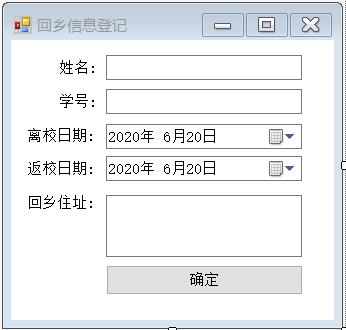 回乡信息登记
姓名：
学号：
离校日期： 2020年 6月20日
返校日期： 2020年 6月20日
回乡住址：
确定